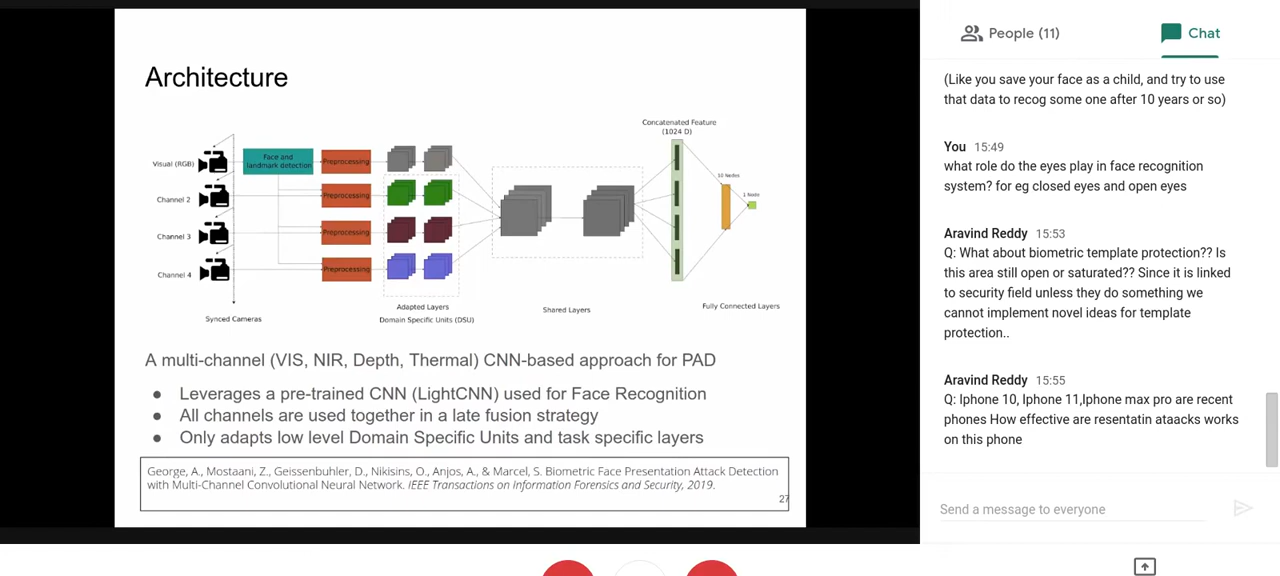 Architecture
Concatenated Feature
(1024 D)
Visual (RGB)
Face and
landmark detection
Preprocessing
10 Nodes
1 Node
Channel 2
Preprocessing
Channel 3
Preprocessing
Channel 4
Preprocessing
Synced Cameras
Adapted Layers
Domain Specific Units (DSU)
Shared Layers
Fully Connected Layers
A multi-channel (VIS, NIR, Depth, Thermal) CNN-based approach for PAD
● Leverages a pre-trained CNN (LightCNN) used for Face Recognition
● All channels are used together in a late fusion strategy
● Only adapts low level Domain Specific Units and task specific layers
George, A., Mostaani, Z., Geissenbuhler, D., Nikisins, O., Anjos, A., & Marcel, S. Biometric Face Presentation Attack Detection
with Multi-Channel Convolutional Neural Network. IEEE Transactions on Information Forensics and Security, 2019.
27
People (11)
Chat
(Like you save your face as a child, and try to use
that data to recog some one after 10 years or so)
You 15:49
what role do the eyes play in face recognition
system? for eg closed eyes and open eyes
Aravind Reddy 15:53
Q: What about biometric template protection?? Is
this area still open or saturated?? Since it is linked
to security field unless they do something we
cannot implement novel ideas for template
protection..
Aravind Reddy 15:55
Q: Iphone 10, Iphone 11,Iphone max pro are recent
phones How effective are resentatin ataacks works
on this phone
Send a message to everyone